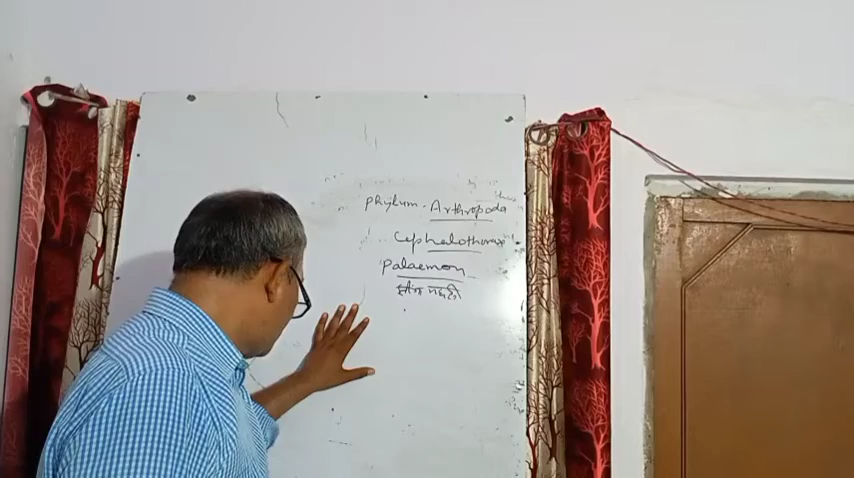 Phylum. Arthropoda
Cephalothorax
Palaemon
झींगा मछली